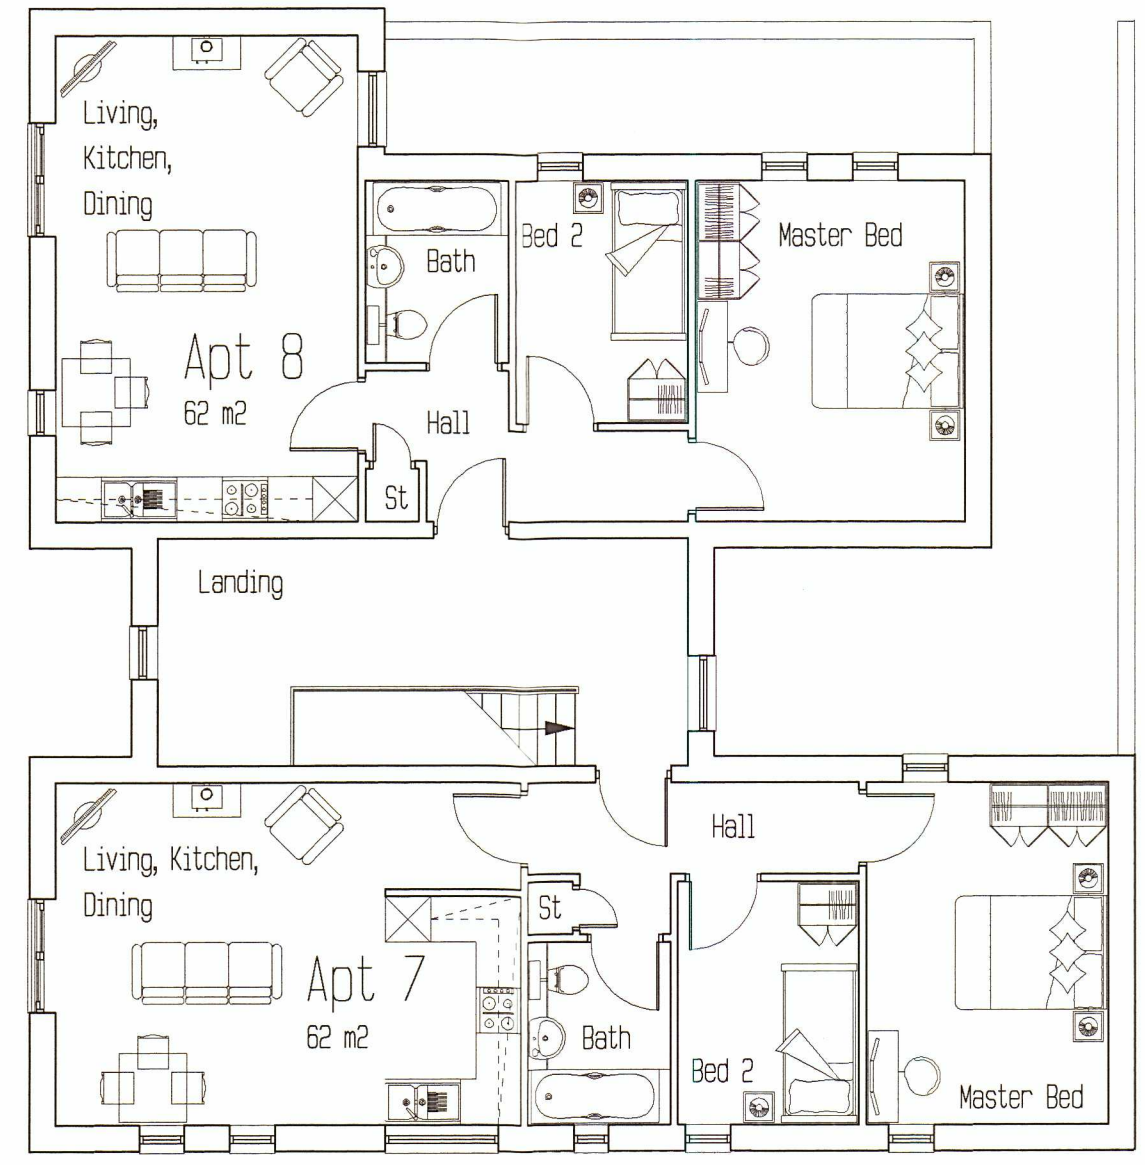 Living,
Kitchen,
Dining
Bath
Bed 2
Master Bed
Apt 8
62 m2
Hall
St
Landing
Hall
Living, Kitchen,
Dining
St
Apt 7
62 m2
Bath
Bed 2
Master Bed